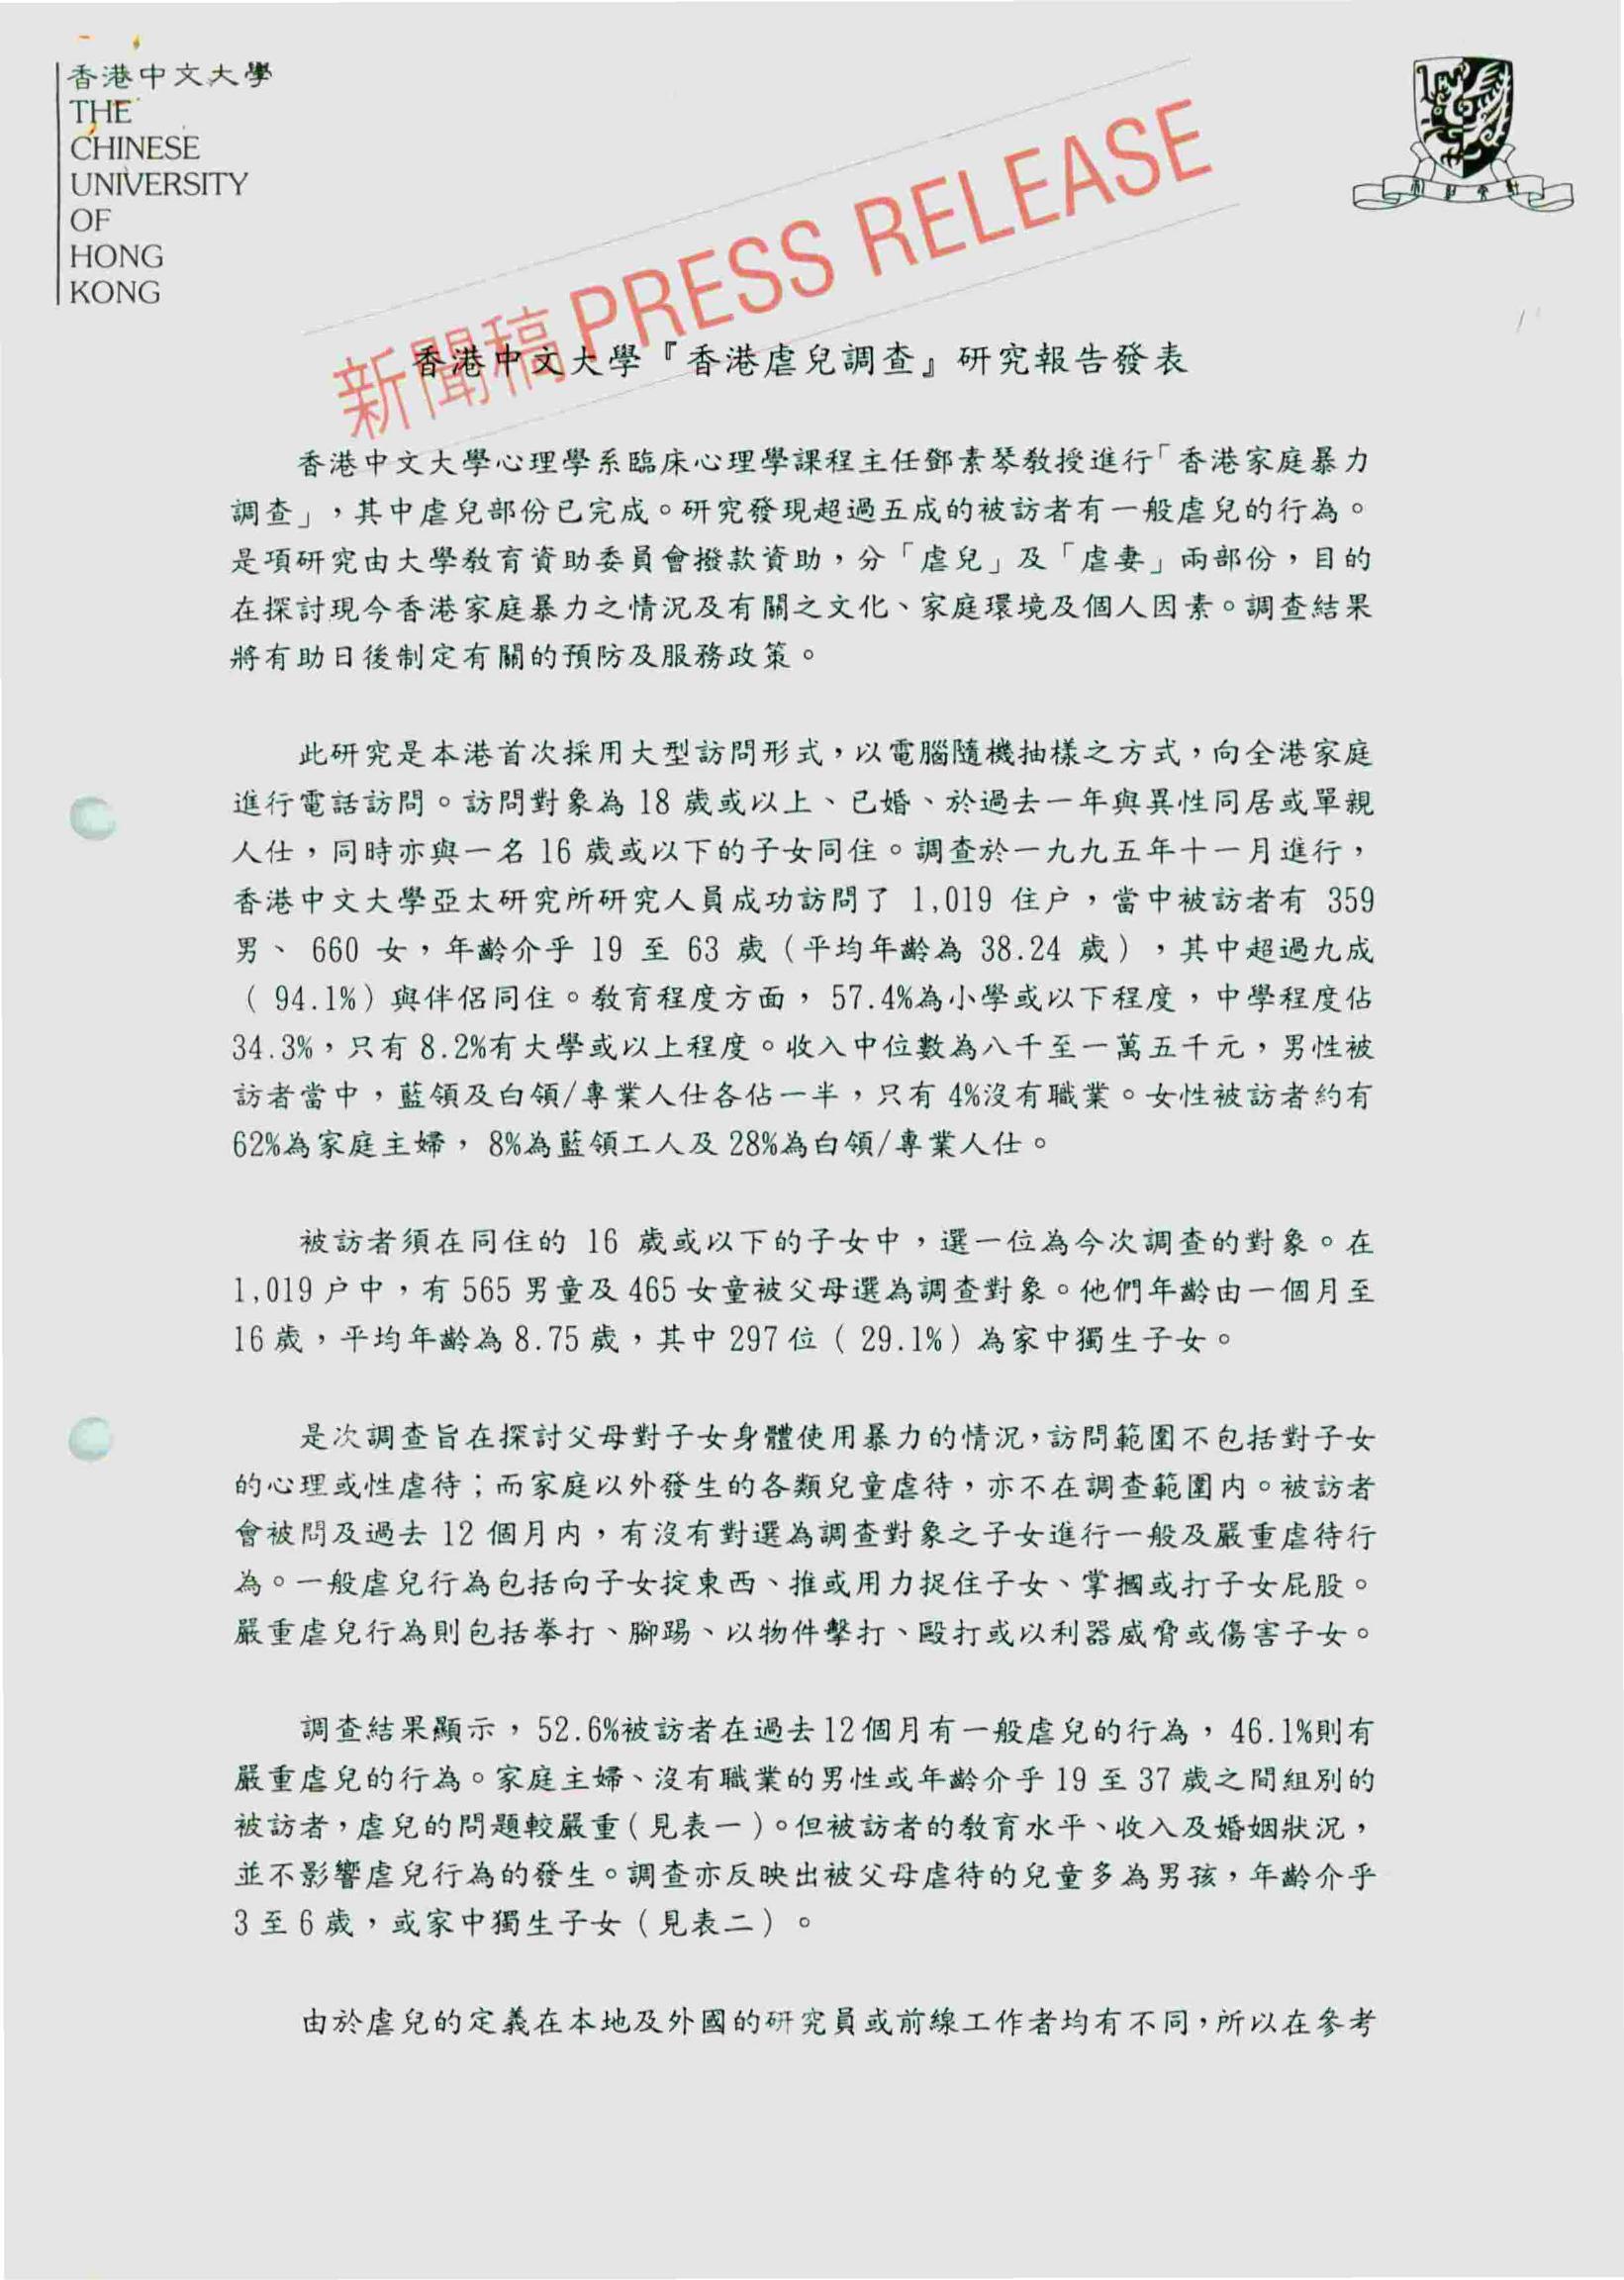 香港中文大學
THE
CHINESE
UNIVERSITY
OF
HONG
KONG
新聞稿 PRESS RELEASE
香港中文大學『香港虐兒調查』研究報告發表
香港中文大學心理學系臨床心理學課程主任鄧素琴教授進行「香港家庭暴力
調查」，其中虐兒部份已完成。研究發現超過五成的被訪者有一般虐兒的行為。
是項研究由大學教育資助委員會撥款資助，分「虐兒」及「虐妻」兩部份，目的
在探討現今香港家庭暴力之情況及有關之文化、家庭環境及個人因素。調查結果
將有助日後制定有關的預防及服務政策。
此研究是本港首次採用大型訪問形式，以電腦隨機抽樣之方式，向全港家庭
進行電話訪問。訪問對象為 18 歲或以上、已婚、於過去一年與異性同居或單親
人仕，同時亦與一名 16 歲或以下的子女同住。調查於一九九五年十一月進行，
香港中文大學亞太研究所研究人員成功訪問了 1,019 住户，當中被訪者有 359
男、 660 女，年齡介乎 19 至 63 歲（平均年齡為 38.24 歲），其中超過九成
（ 94.1%）與伴侶同住。教育程度方面， 57.4%為小學或以下程度，中學程度佔
34.3%，只有 8.2%有大學或以上程度。收入中位數為八千至一萬五千元，男性被
訪者當中，藍領及白領/專業人仕各佔一半，只有 4%沒有職業。女性被訪者約有
62%為家庭主婦， 8%為藍領工人及 28%為白領/專業人仕。
被訪者須在同住的 16 歲或以下的子女中，選一位為今次調查的對象。在
1,019 户中，有 565 男童及 465 女童被父母選為調查對象。他們年齡由一個月至
16 歲，平均年齡為 8.75 歲，其中 297 位（ 29.1%）為家中獨生子女。
是次調查旨在探討父母對子女身體使用暴力的情況，訪問範圍不包括對子女
的心理或性虐待；而家庭以外發生的各類兒童虐待，亦不在調查範圍內。被訪者
會被問及過去 12 個月內，有沒有對選為調查對象之子女進行一般及嚴重虐待行
為。一般虐兒行為包括向子女掟東西、推或用力捉住子女、掌摑或打子女屁股。
嚴重虐兒行為則包括拳打、腳踢、以物件擊打、毆打或以利器威脅或傷害子女。
調查結果顯示， 52.6%被訪者在過去 12 個月有一般虐兒的行為， 46.1%則有
嚴重虐兒的行為。家庭主婦、沒有職業的男性或年齡介乎 19 至 37 歲之間組別的
被訪者，虐兒的問題較嚴重（見表一）。但被訪者的教育水平、收入及婚姻狀況，
並不影響虐兒行為的發生。調查亦反映出被父母虐待的兒童多為男孩，年齡介乎
3 至 6 歲，或家中獨生子女（見表二）。
由於虐兒的定義在本地及外國的研究員或前線工作者均有不同，所以在參考